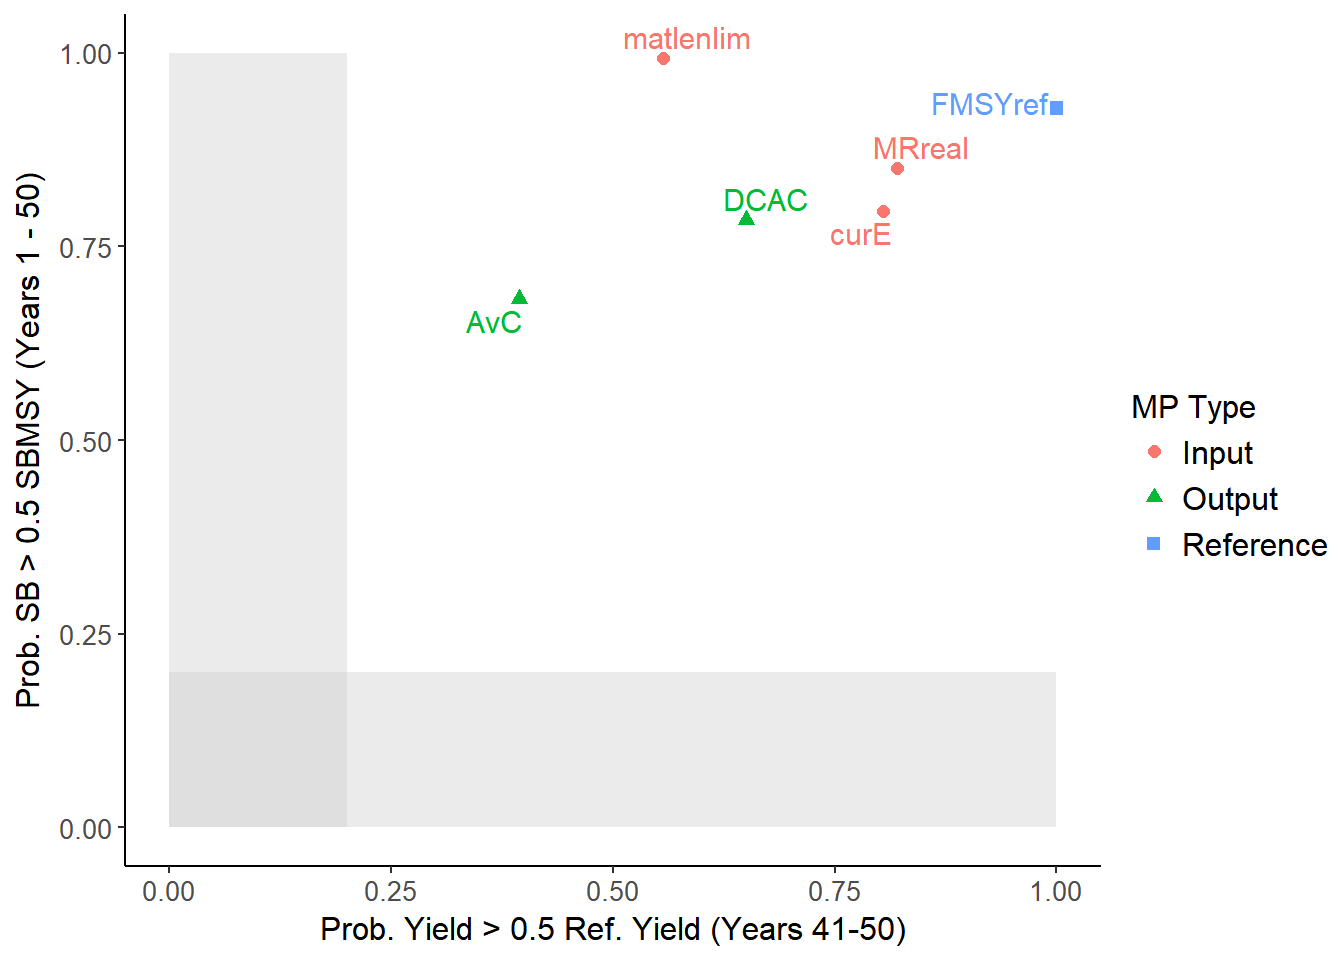 matlenlim
1.00
FMSYref
MRreal
DCAC
curE
0.75
AvC
Prob. SB > 0.5 SBMSY (Years 1 - 50)
0.50
0.25
0.00
MP Type
Input
Output
Reference
0.00 0.25 0.50 0.75 1.00
Prob. Yield > 0.5 Ref. Yield (Years 41-50)